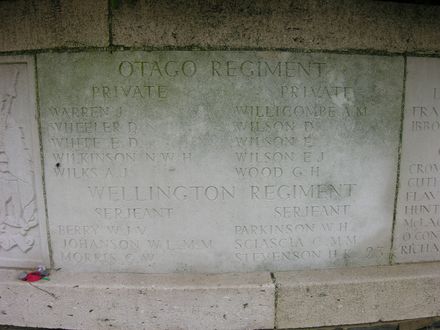 OTAGO REGIMENT
PRIVATE
WARREN J.
WHEELER D.
WHITE E. D.
WILKINSON N.W.H.
WILKS A.J.
PRIVATE
WILLICOMBE A.M.
WILSON D.
WILSON E.
WILSON E.J.
WOOD G.H.
WELLINGTON REGIMENT
SERJEANT
BERRY W.J.V.
JOHANSON W.L., M.M.
MORRIS G.W.
SERJEANT
PARKINSON W.H.
SCIASCIA C., M.M.
STEVENSON H.R.